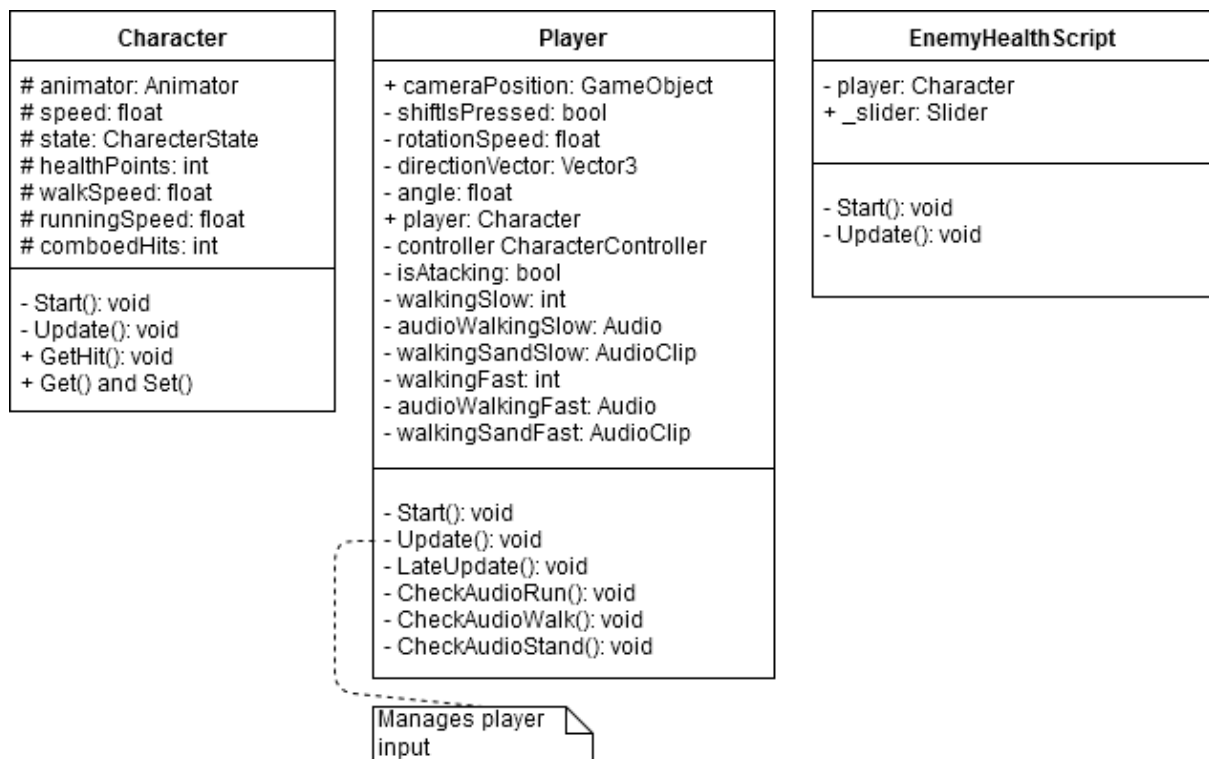 Character
# animator: Animator
# speed: float
# state: CharecterState
# healthPoints: int
# walkSpeed: float
# runningSpeed: float
# comboedHits: int
- Start(): void
- Update(): void
+ GetHit(): void
+ Get() and Set()
Player
+ cameraPosition: GameObject
- shiftIsPressed: bool
- rotationSpeed: float
- directionVector: Vector3
- angle: float
+ player: Character
- controller CharacterController
- isAtacking: bool
- walkingSlow: int
- audioWalkingSlow: Audio
- walkingSandSlow: AudioClip
- walkingFast: int
- audioWalkingFast: Audio
- walkingSandFast: AudioClip
- Start(): void
- Update(): void
- LateUpdate(): void
- CheckAudioRun(): void
- CheckAudioWalk(): void
- CheckAudioStand(): void
Manages player
input
EnemyHealthScript
- player: Character
+ _slider: Slider
- Start(): void
- Update(): void